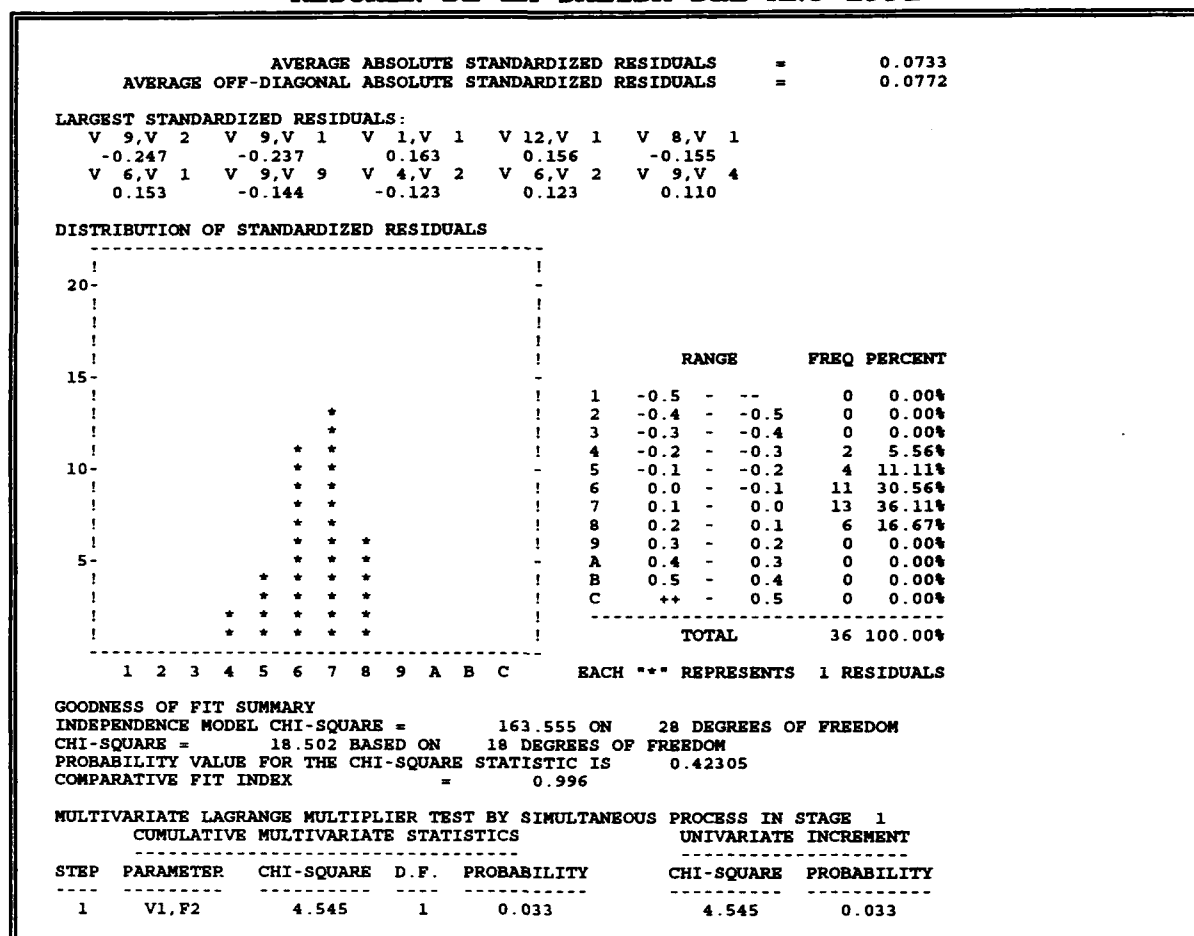 AVERAGE ABSOLUTE STANDARDIZED RESIDUALS = 0.0733
AVERAGE OFF-DIAGONAL ABSOLUTE STANDARDIZED RESIDUALS = 0.0772
LARGEST STANDARDIZED RESIDUALS:
V 9,V 2 V 9,V 1 V 1,V 1 V 12,V 1 V 8,V 1
-0.247 -0.237 0.163 0.156 -0.155
V 6,V 1 V 9,V 9 V 4,V 2 V 6,V 2 V 9,V 4
0.153 -0.144 -0.123 0.123 0.110
DISTRIBUTION OF STANDARDIZED RESIDUALS
----------------------------------------
! !
20- -
! !
! !
! !
! ! RANGE FREQ PERCENT
15- -
! ! 1 -0.5 - -- 0 0.00%
! * ! 2 -0.4 - -0.5 0 0.00%
! * ! 3 -0.3 - -0.4 0 0.00%
! * * ! 4 -0.2 - -0.3 2 5.56%
10- * * - 5 -0.1 - -0.2 4 11.11%
! * * ! 6 0.0 - -0.1 11 30.56%
! * * ! 7 0.1 - 0.0 13 36.11%
! * * ! 8 0.2 - 0.1 6 16.67%
! * * * ! 9 0.3 - 0.2 0 0.00%
5- * * * - A 0.4 - 0.3 0 0.00%
! * * * * ! B 0.5 - 0.4 0 0.00%
! * * * * ! C ++ - 0.5 0 0.00%
! * * * * * ! -------------------------------
! * * * * * ! TOTAL 36 100.00%
----------------------------------------
1 2 3 4 5 6 7 8 9 A B C EACH "*" REPRESENTS 1 RESIDUALS
GOODNESS OF FIT SUMMARY
INDEPENDENCE MODEL CHI-SQUARE = 163.555 ON 28 DEGREES OF FREEDOM
CHI-SQUARE = 18.502 BASED ON 18 DEGREES OF FREEDOM
PROBABILITY VALUE FOR THE CHI-SQUARE STATISTIC IS 0.42305
COMPARATIVE FIT INDEX = 0.996
MULTIVARIATE LAGRANGE MULTIPLIER TEST BY SIMULTANEOUS PROCESS IN STAGE 1
CUMULATIVE MULTIVARIATE STATISTICS UNIVARIATE INCREMENT
---------------------------------- --------------------
STEP PARAMETER CHI-SQUARE D.F. PROBABILITY CHI-SQUARE PROBABILITY
---- --------- ---------- ---- ----------- ---------- -----------
1 V1,F2 4.545 1 0.033 4.545 0.033